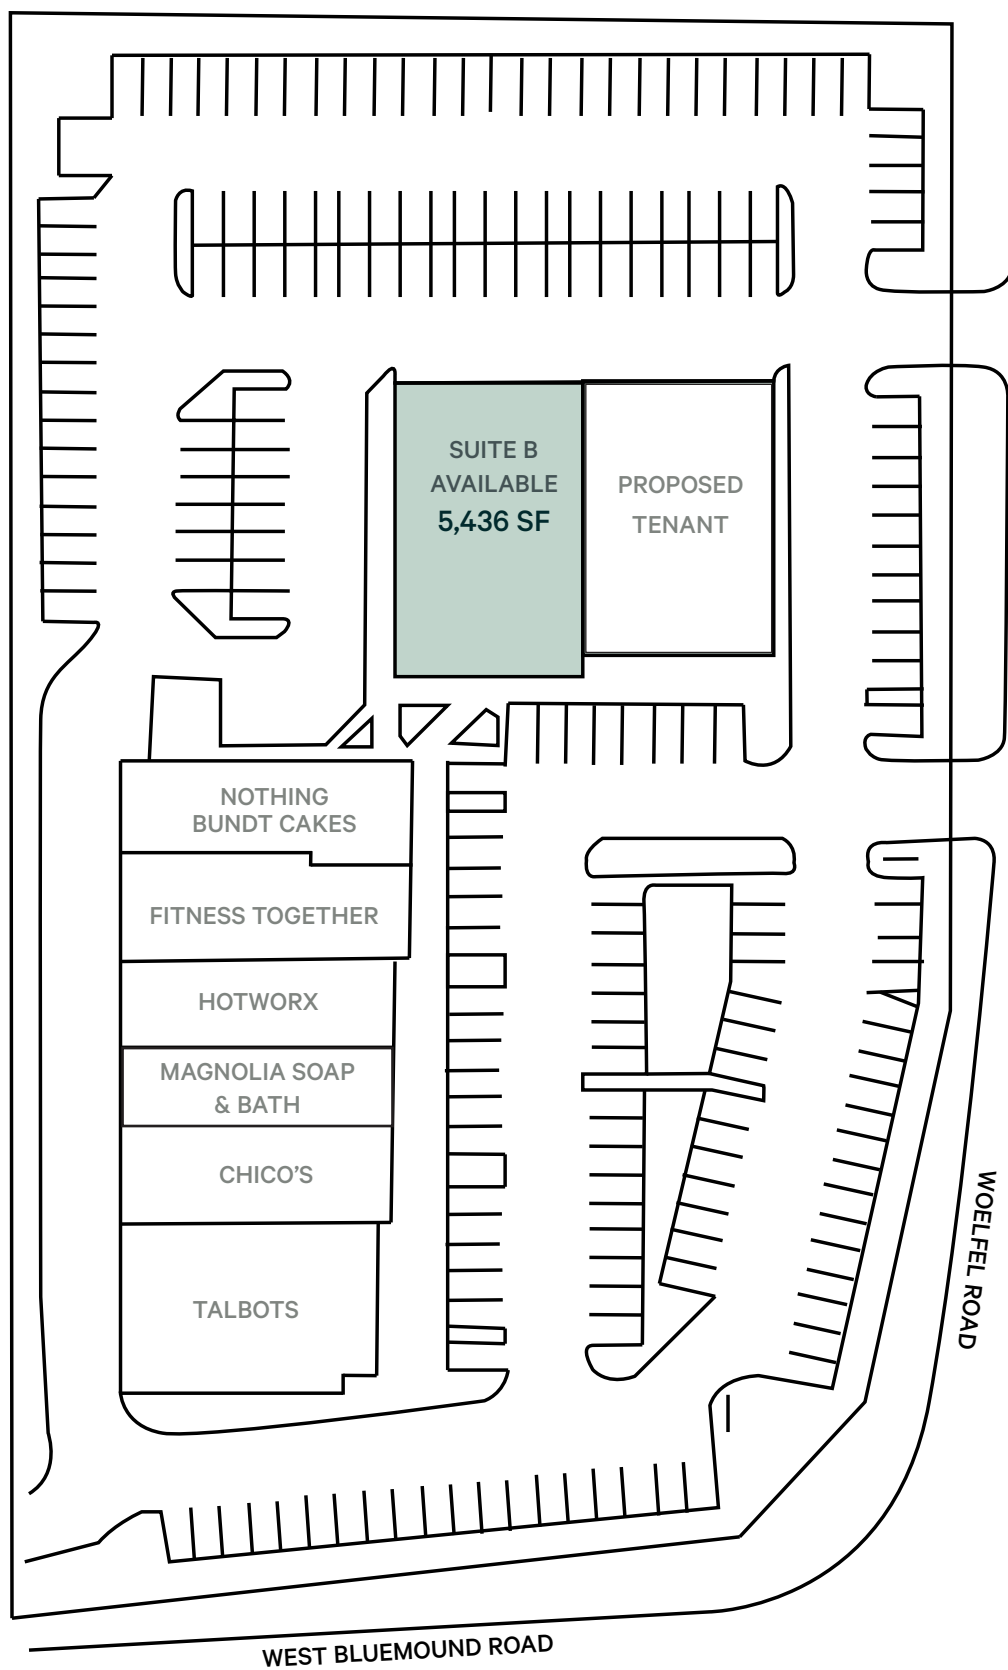 SUITE B
AVAILABLE
5,436 SF
PROPOSED
TENANT
NOTHING
BUNDT CAKES
FITNESS TOGETHER
HOTWORX
MAGNOLIA SOAP
& BATH
CHICO’S
TALBOTS
WOELFEL ROAD
WEST BLUEMOUND ROAD